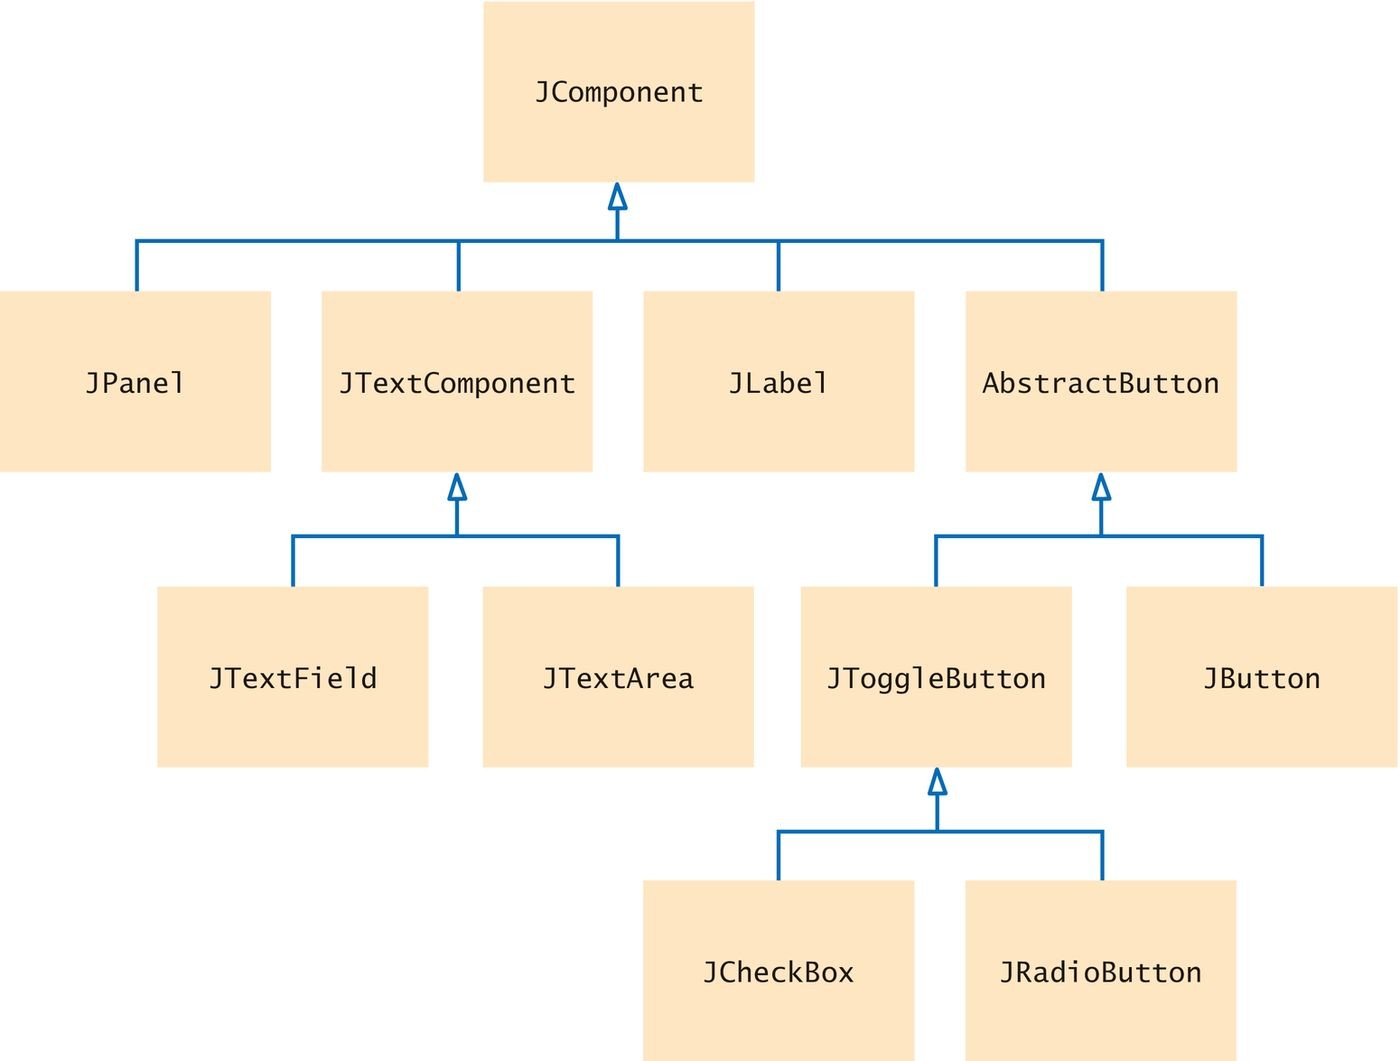 JComponent
JPanel
JTextComponent
JLabel
AbstractButton
JTextField
JTextArea
JToggleButton
JButton
JCheckBox
JRadioButton